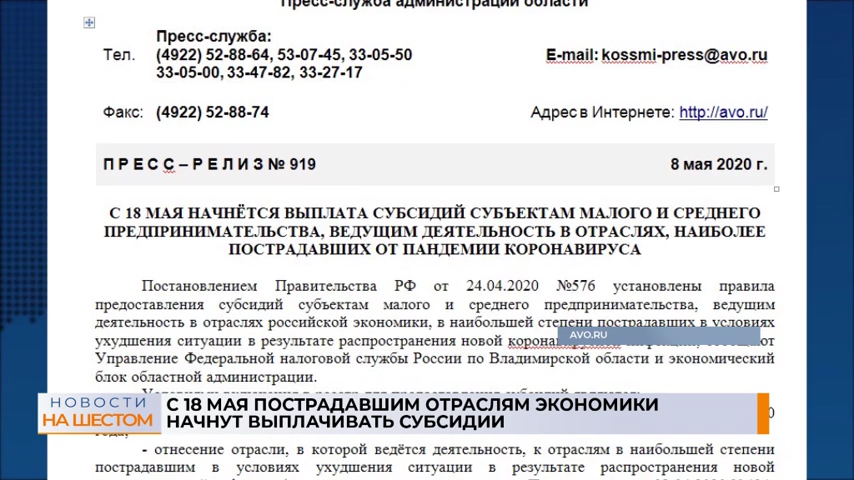 Пресс-служба администрации области
Пресс-служба:
Тел. (4922) 52-88-64, 53-07-45, 33-05-50 E-mail: kossmi-press@avo.ru
33-05-00, 33-47-82, 33-27-17
Факс: (4922) 52-88-74 Адрес в Интернете: http://avo.ru/
П Р Е С С – Р Е Л И З № 919 8 мая 2020 г.
С 18 МАЯ НАЧНЁТСЯ ВЫПЛАТА СУБСИДИЙ СУБЪЕКТАМ МАЛОГО И СРЕДНЕГО
ПРЕДПРИНИМАТЕЛЬСТВА, ВЕДУЩИМ ДЕЯТЕЛЬНОСТЬ В ОТРАСЛЯХ, НАИБОЛЕЕ
ПОСТРАДАВШИХ ОТ ПАНДЕМИИ КОРОНАВИРУСА
Постановлением Правительства РФ от 24.04.2020 №576 установлены правила
предоставления субсидий субъектам малого и среднего предпринимательства, ведущим
деятельность в отраслях российской экономики, в наибольшей степени пострадавших в условиях
AVO.RU
ухудшения ситуации в результате распространения новой
Управление Федеральной налоговой службы России по Владимирской области и экономический
блок областной администрации.
НОВОСТИ
НА ШЕСТОМ
С 18 МАЯ ПОСТРАДАВШИМ ОТРАСЛЯМ ЭКОНОМИКИ
НАЧНУТ ВЫПЛАЧИВАТЬ СУБСИДИИ
- отнесение отрасли, в которой ведётся деятельность, к отраслям в наибольшей степени
пострадавшим в условиях ухудшения ситуации в результате распространения новой